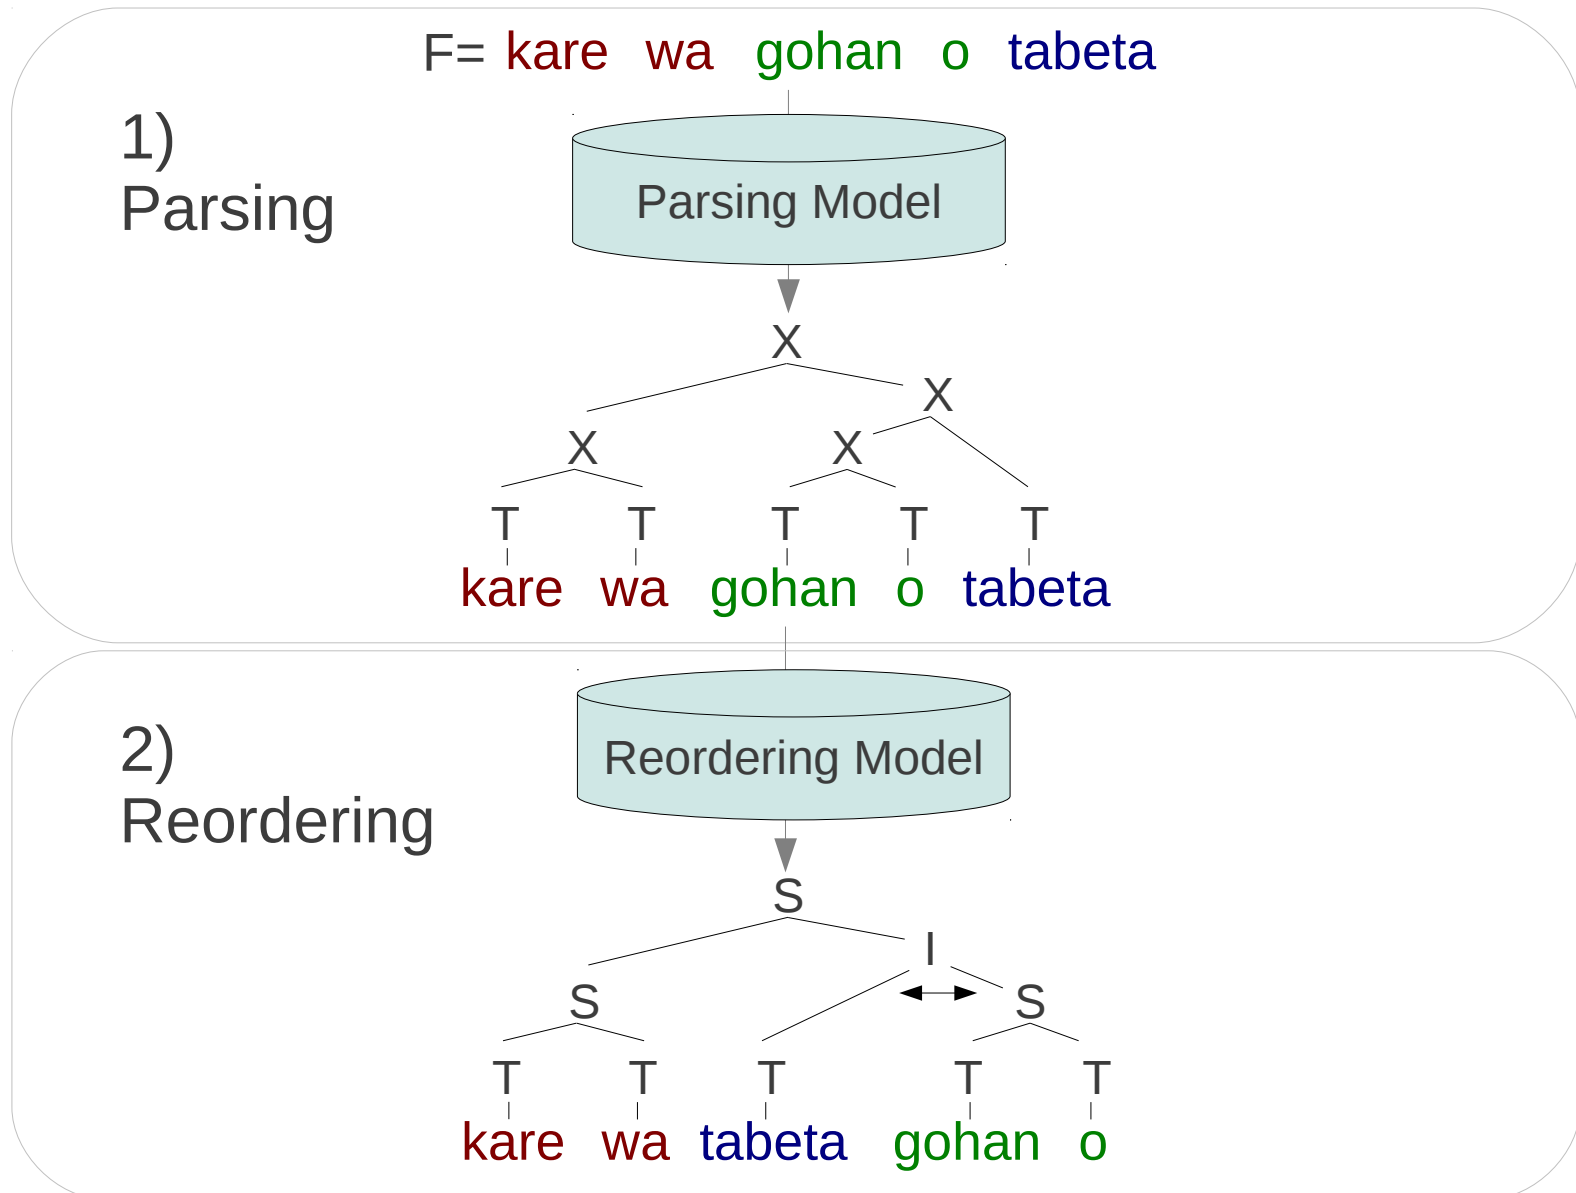 F= kare wa gohan o tabeta
1)
Parsing
Parsing Model
X
X
X X
T T T T T
kare wa gohan o tabeta
2)
Reordering
Reordering Model
S
I
S S
T T T T T
kare wa tabeta gohan o